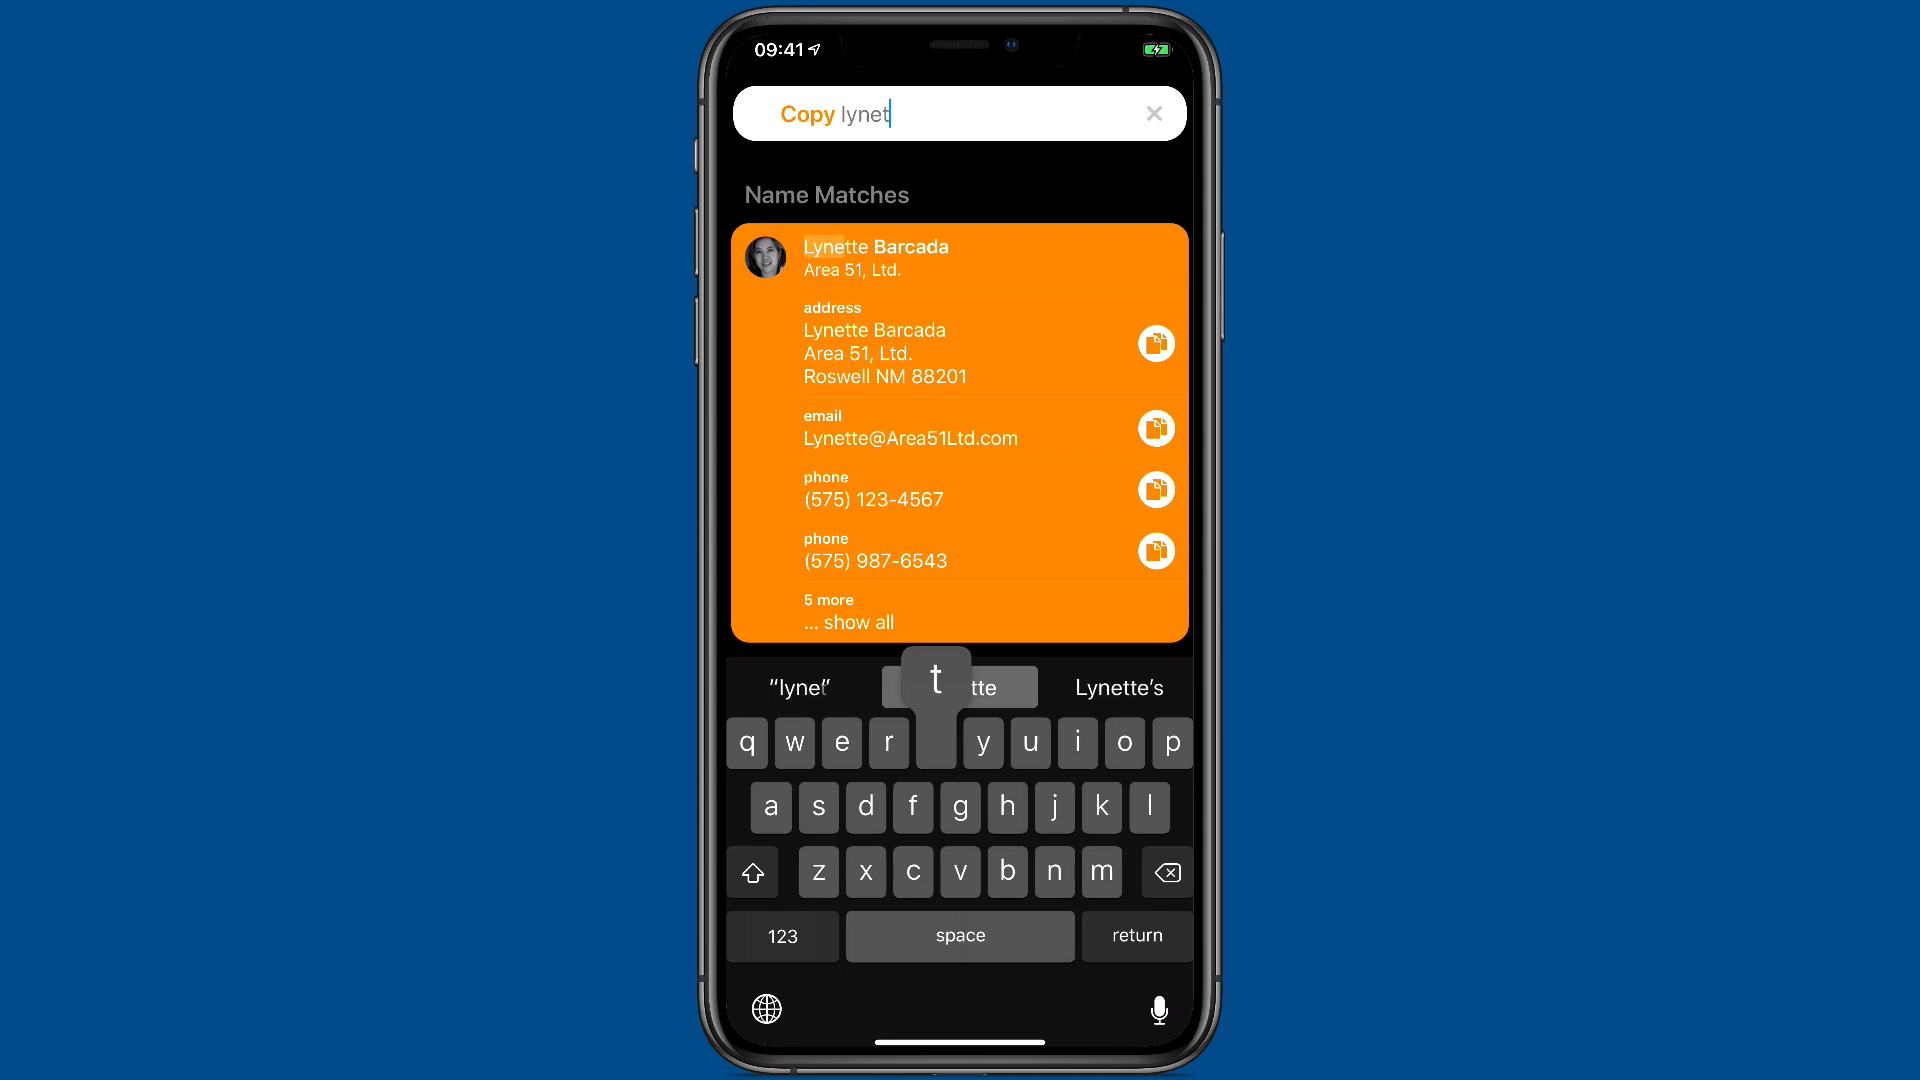 09:41
Copy lynet
Name Matches
Lynette Barcada
Area 51, Ltd.
address
Lynette Barcada
Area 51, Ltd.
Roswell NM 88201
email
Lynette@Area51Ltd.com
phone
(575) 123-4567
phone
(575) 987-6543
5 more
... show all
“lynet” tte Lynette’s
t
q w e r y u i o p
a s d f g h j k l
z x c v b n m
123 space return